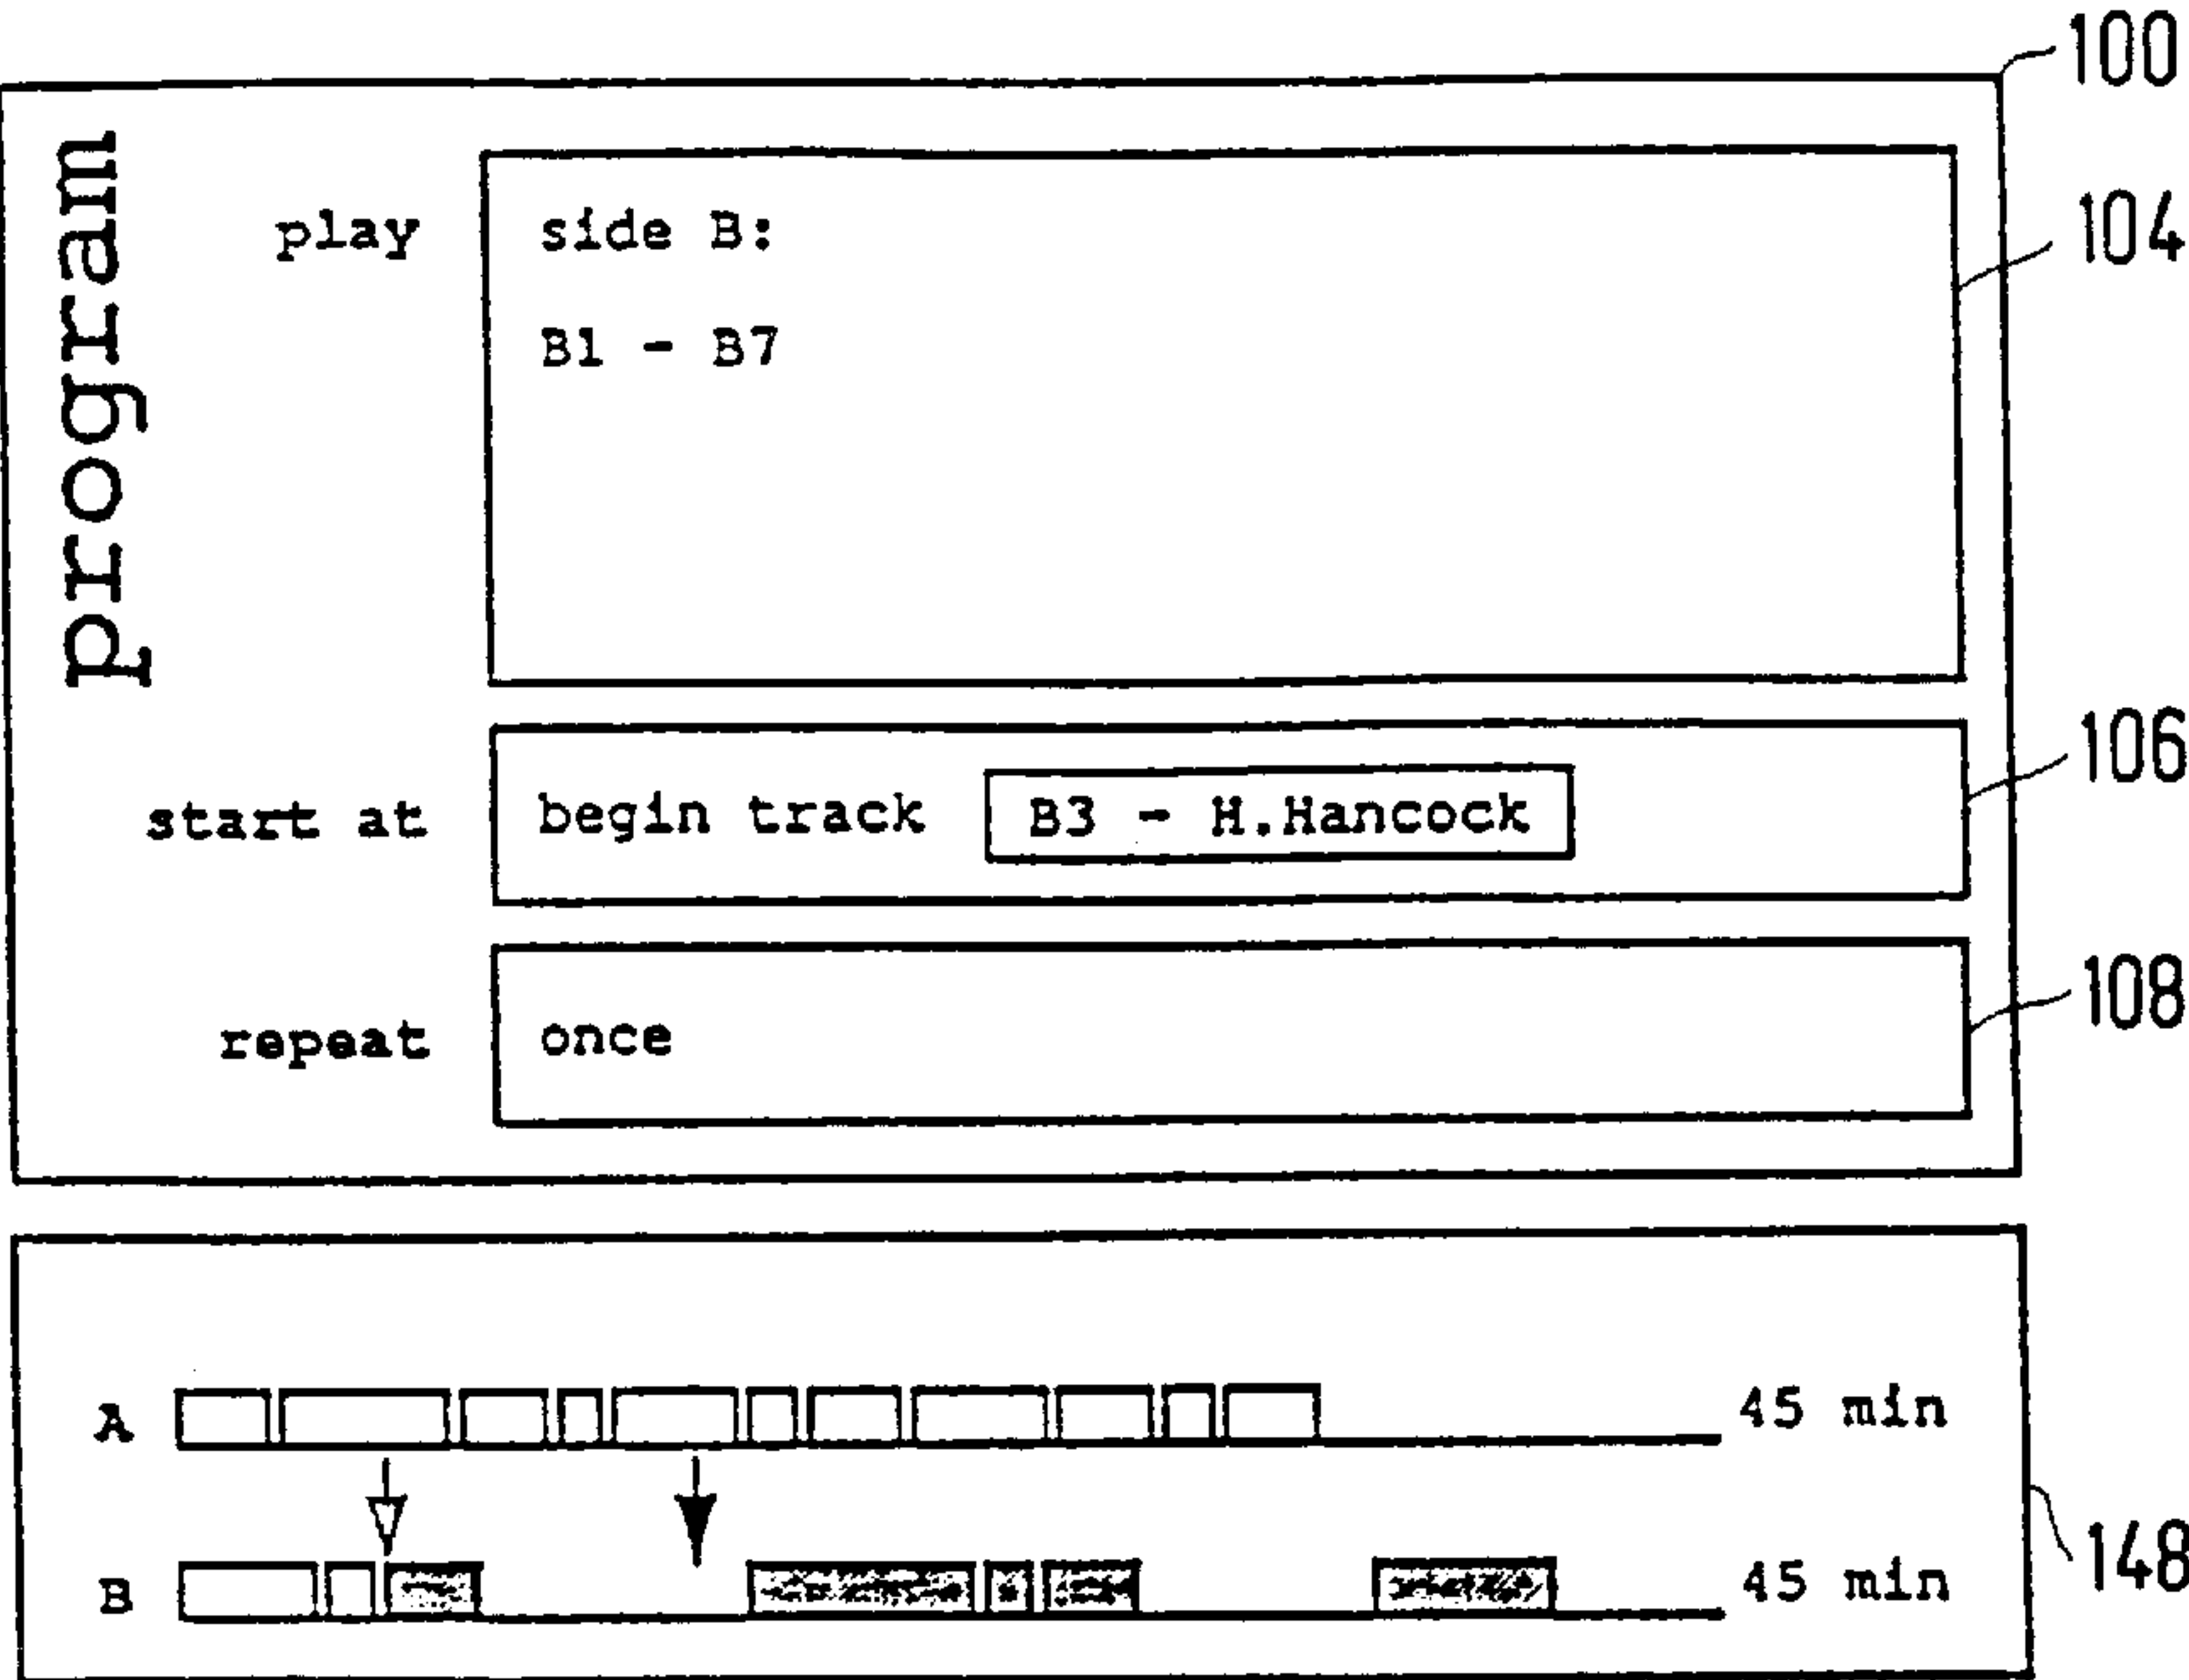 100
program
play
side B:
104
B1 - B7
start at
begin track
B3 - H.Hancock
106
repeat
once
108
A
45 min
B
45 min
148